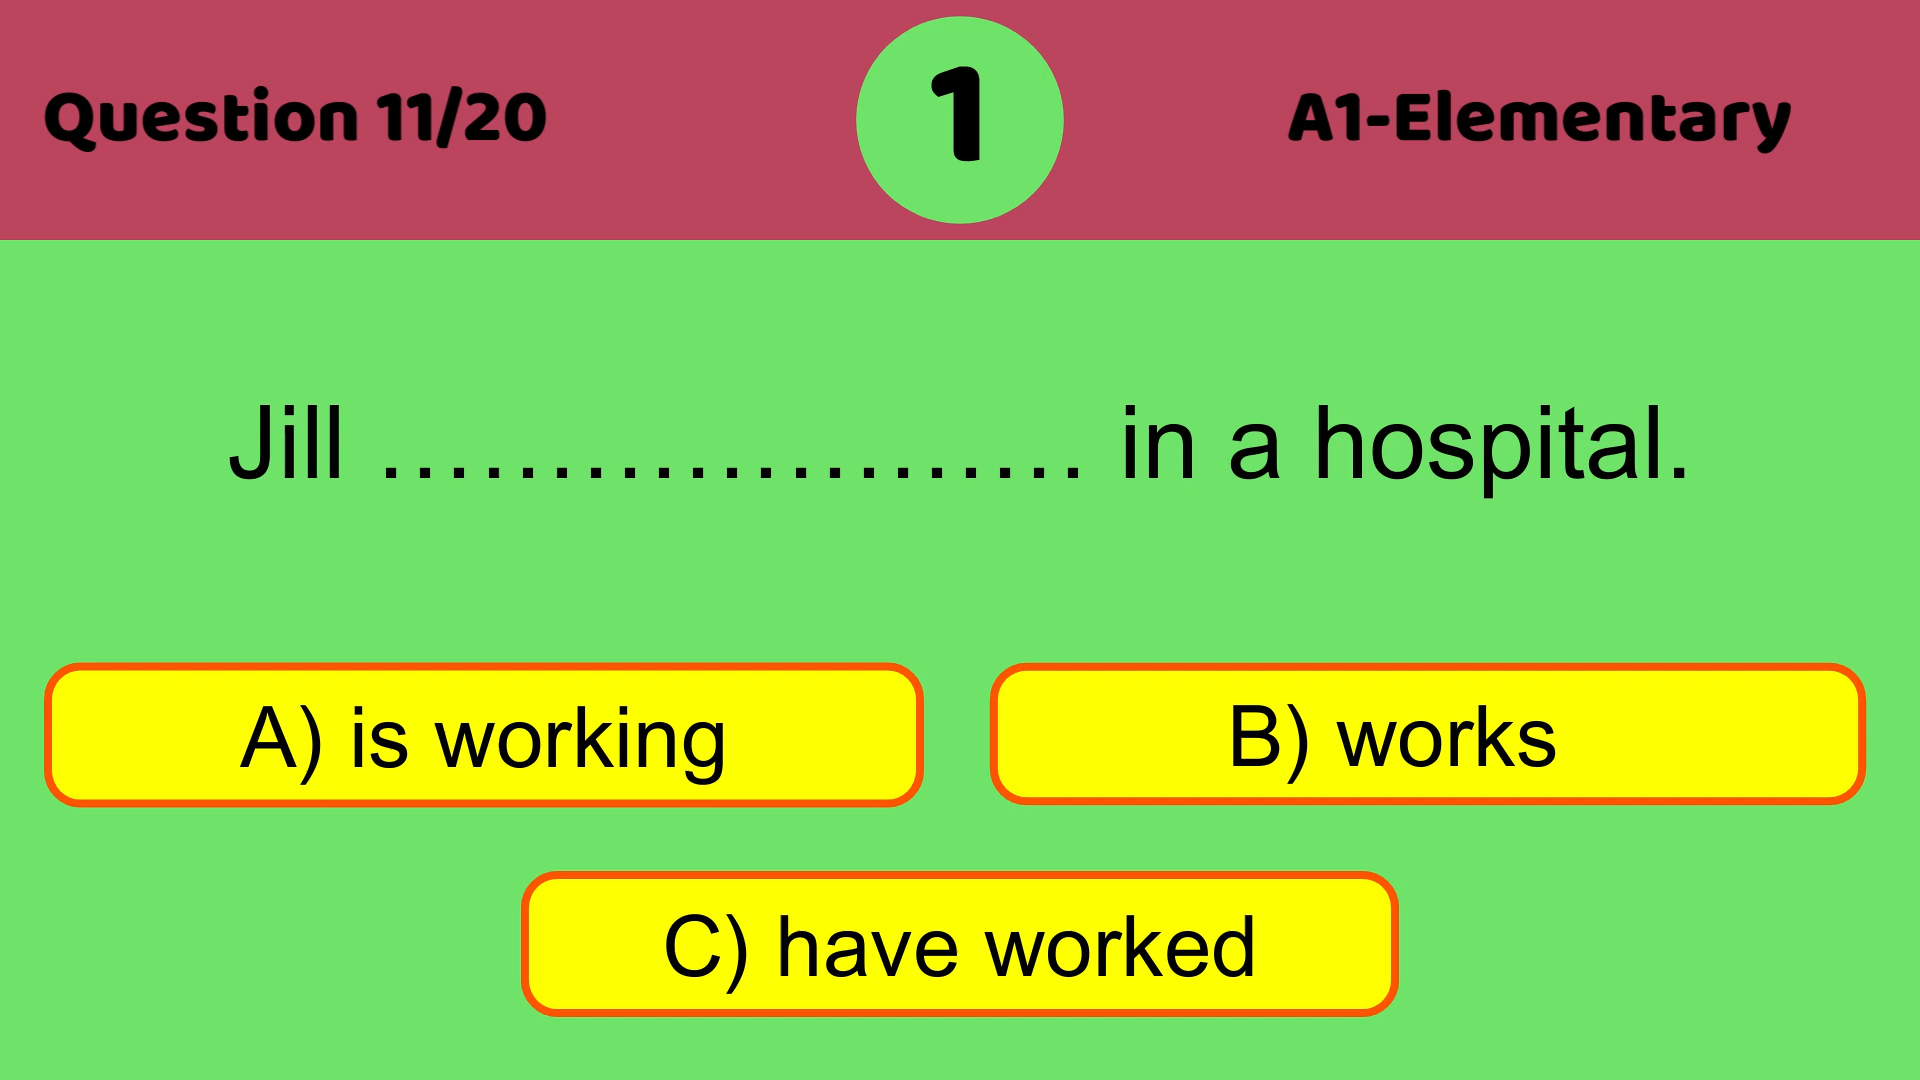 Question 11/20
1
A1-Elementary
Jill ………………… in a hospital.
A) is working
B) works
C) have worked